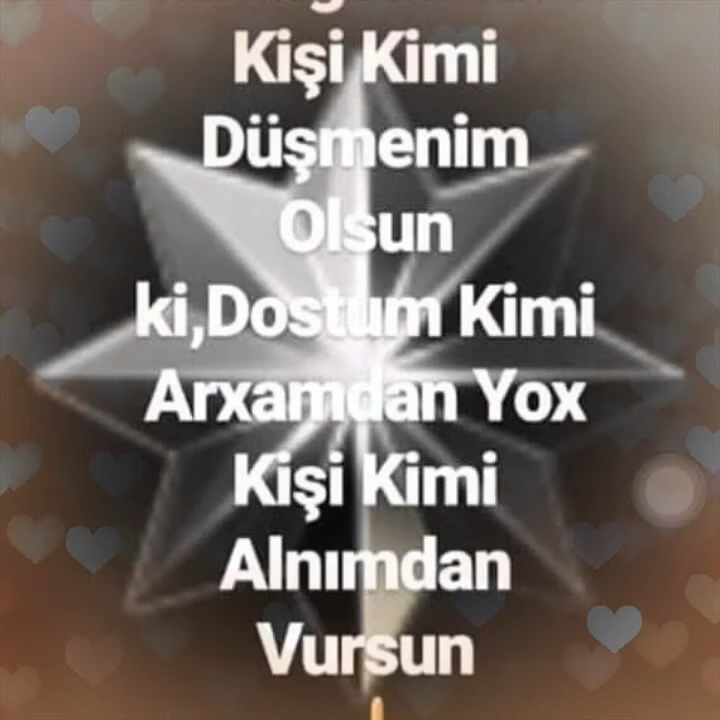 Kişi Kimi
Düşmenim
Olsun
ki,Dostum Kimi
Arxamdan Yox
Kişi Kimi
Alnımdan
Vursun